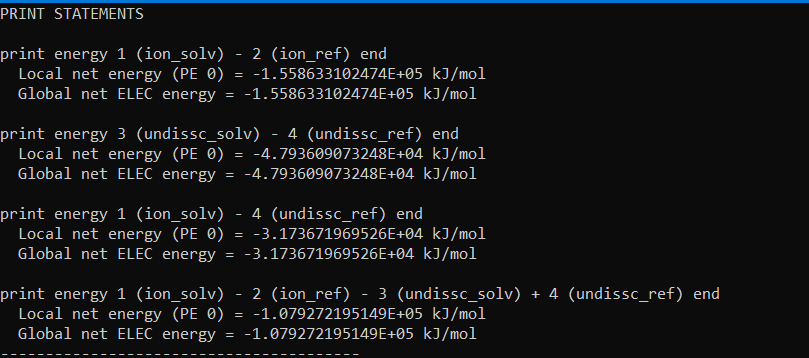 PRINT STATEMENTS
print energy 1 (ion_solv) - 2 (ion_ref) end
Local net energy (PE 0) = -1.558633102474E+05 kJ/mol
Global net ELEC energy = -1.558633102474E+05 kJ/mol
print energy 3 (undissc_solv) - 4 (undissc_ref) end
Local net energy (PE 0) = -4.793609073248E+04 kJ/mol
Global net ELEC energy = -4.793609073248E+04 kJ/mol
print energy 1 (ion_solv) - 4 (undissc_ref) end
Local net energy (PE 0) = -3.173671969526E+04 kJ/mol
Global net ELEC energy = -3.173671969526E+04 kJ/mol
print energy 1 (ion_solv) - 2 (ion_ref) - 3 (undissc_solv) + 4 (undissc_ref) end
Local net energy (PE 0) = -1.079272195149E+05 kJ/mol
Global net ELEC energy = -1.079272195149E+05 kJ/mol
----------------------------------------